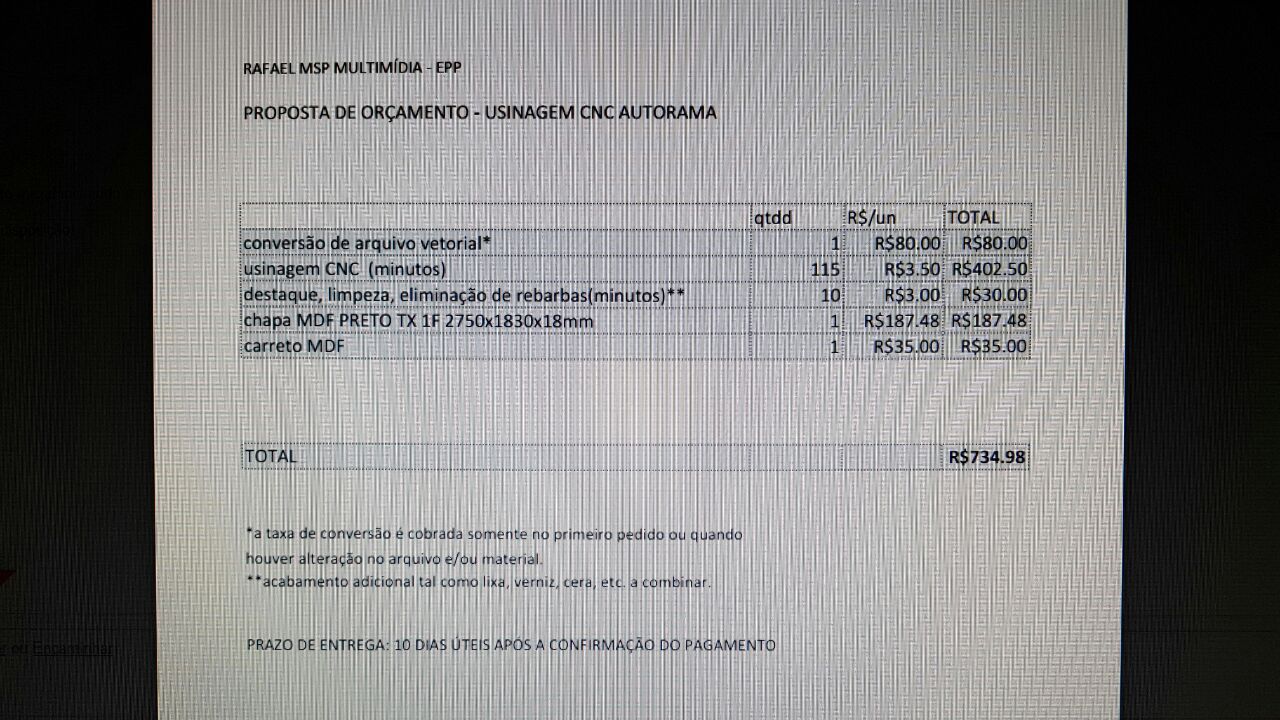 RAFAEL MSP MULTIMÍDIA - EPP
PROPOSTA DE ORÇAMENTO - USINAGEM CNC AUTORAMA
qtdd R$/un TOTAL
conversão de arquivo vetorial* 1 R$80.00 R$80.00
usinagem CNC (minutos) 115 R$3.50 R$402.50
destaque, limpeza, eliminação de rebarbas(minutos)** 10 R$3.00 R$30.00
chapa MDF PRETO TX 1F 2750x1830x18mm 1 R$187.48 R$187.48
carreto MDF 1 R$35.00 R$35.00
TOTAL R$734.98
*a taxa de conversão é cobrada somente no primeiro pedido ou quando
houver alteração no arquivo e/ou material.
**acabamento adicional tal como lixa, verniz, cera, etc. a combinar.
ou Encaminhar
PRAZO DE ENTREGA: 10 DIAS ÚTEIS APÓS A CONFIRMAÇÃO DO PAGAMENTO